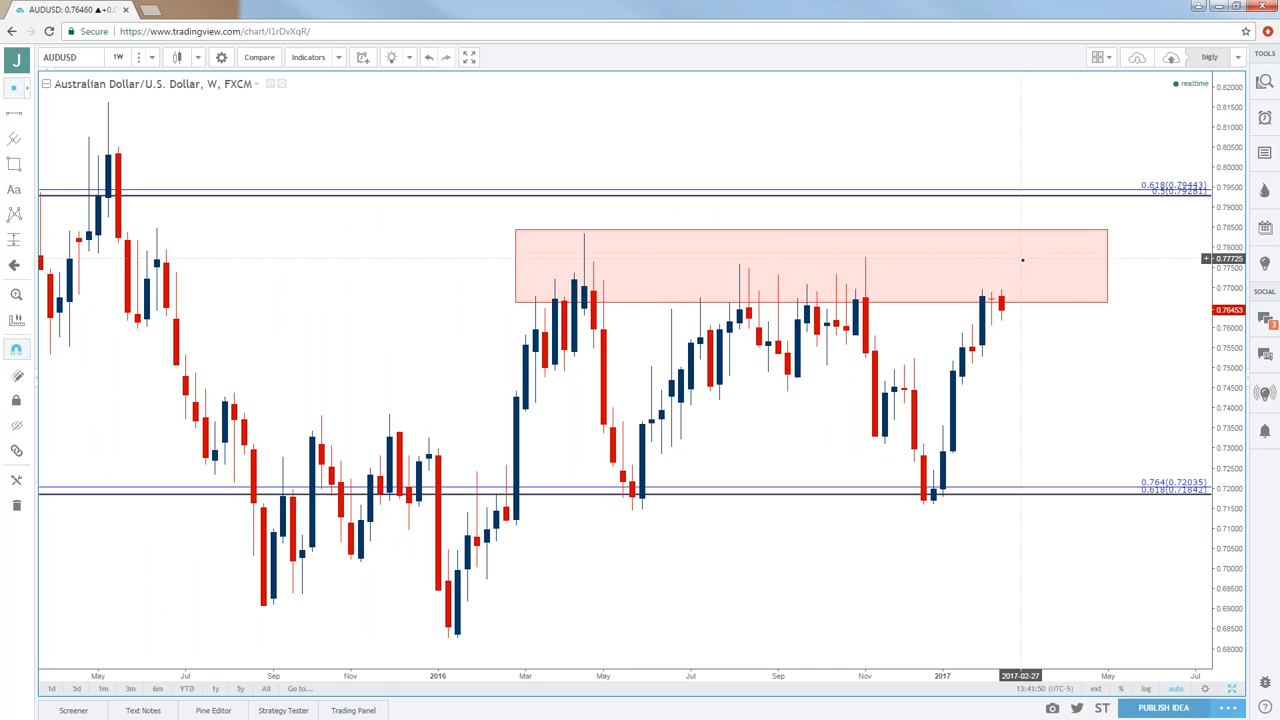 AUDUSD: 0.76460 ▲+0.0
Secure
https://www.tradingview.com/chart/I1rDvXqR/
J
AUDUSD
1W
Compare
Indicators
bigly
TOOLS
Australian Dollar/U.S. Dollar, W, FXCM
realtime
0.82000
0.81500
0.81000
0.80500
0.80000
0.79500
0.79000
0.78500
0.78000
0.77725
0.77500
0.77000
0.76453
0.76000
0.75500
0.75000
0.74500
0.74000
0.73500
0.73000
0.72500
0.72000
0.71500
0.71000
0.70500
0.70000
0.69500
0.69000
0.68500
0.68000
0.618(0.79443)
0.5(0.79281)
0.764(0.72035)
0.618(0.71842)
Aa
SOCIAL
3
May
Jul
Sep
Nov
2016
Mar
May
Jul
Sep
Nov
2017
2017-02-27
May
Jul
1d
5d
1m
3m
6m
YTD
1y
5y
All
Go to...
13:41:50 (UTC-5)
ext
%
log
auto
Screener
Text Notes
Pine Editor
Strategy Tester
Trading Panel
ST
PUBLISH IDEA